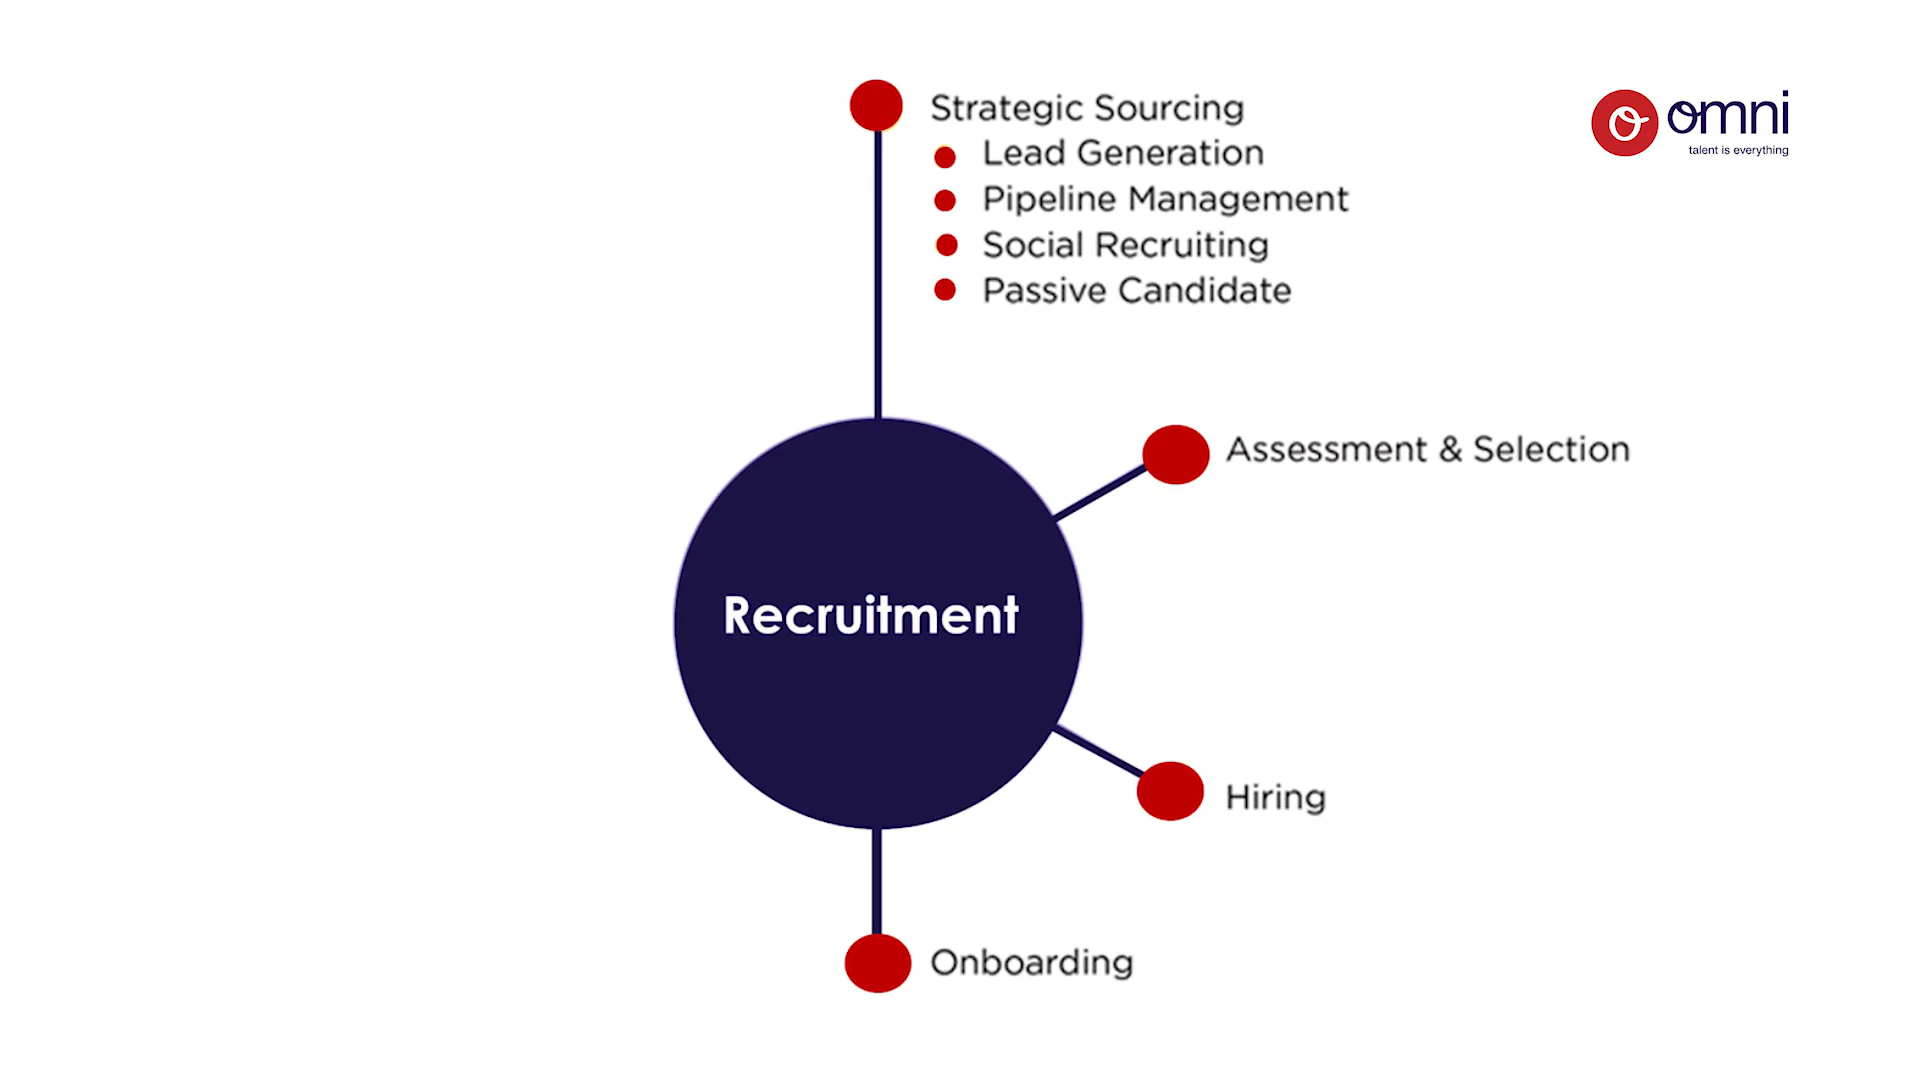 Strategic Sourcing
Lead Generation
Pipeline Management
Social Recruiting
Passive Candidate
omni
talent is everything
Assessment & Selection
Recruitment
Hiring
Onboarding